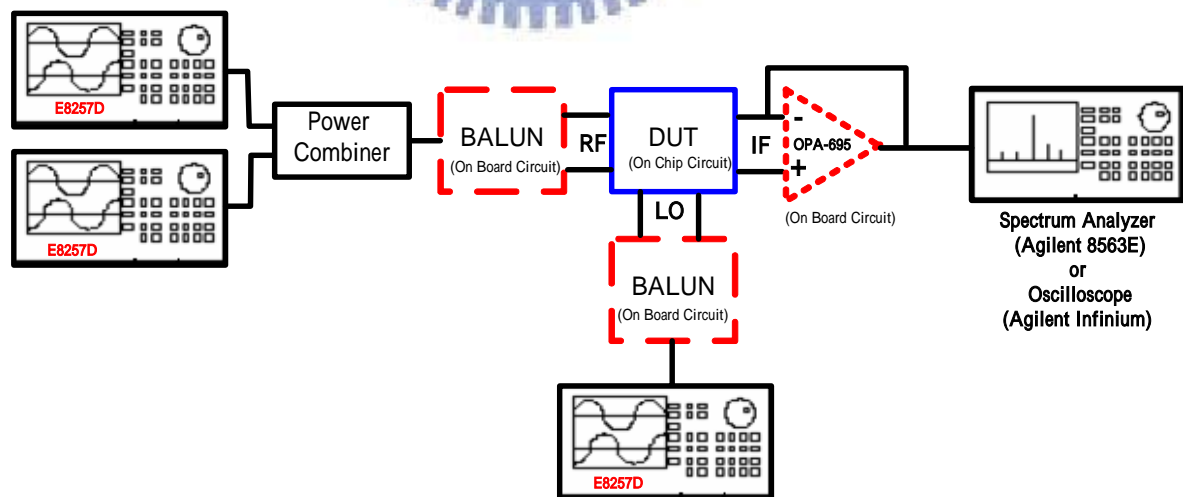 E8257D
Power
Combiner
E8257D
BALUN
(On Board Circuit)
RF
DUT
(On Chip Circuit)
IF
-
OPA-695
+
(On Board Circuit)
LO
BALUN
(On Board Circuit)
E8257D
Spectrum Analyzer
(Agilent 8563E)
or
Oscilloscope
(Agilent Infinium)